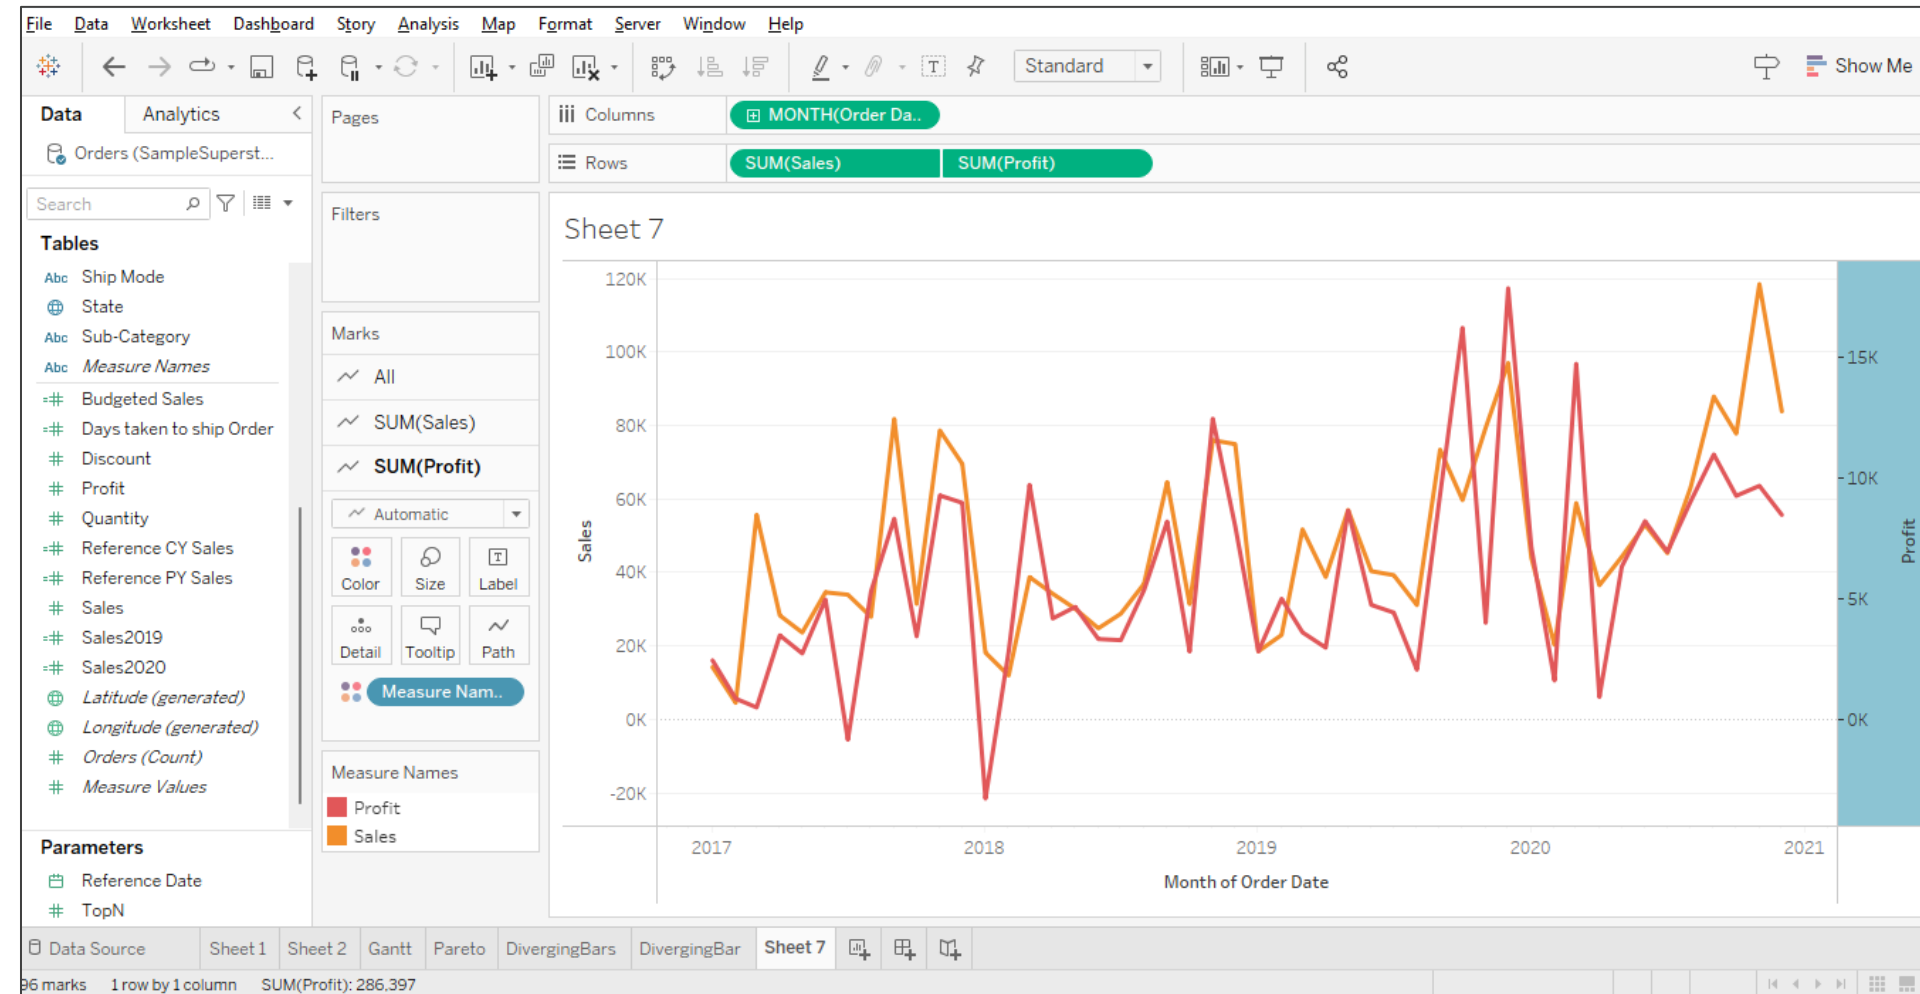 File Data Worksheet Dashboard Story Analysis Map Format Server Window Help
Standard
Show Me
Data Analytics
Orders (SampleSuperst...
Search
Tables
Abc Ship Mode
State
Abc Sub-Category
Abc Measure Names
=# Budgeted Sales
=# Days taken to ship Order
# Discount
# Profit
# Quantity
=# Reference CY Sales
=# Reference PY Sales
# Sales
=# Sales2019
=# Sales2020
Latitude (generated)
Longitude (generated)
# Orders (Count)
# Measure Values
Parameters
Reference Date
# TopN
Pages
Filters
Marks
All
SUM(Sales)
SUM(Profit)
Automatic
Color Size Label
Detail Tooltip Path
Measure Nam..
Measure Names
Profit
Sales
iii Columns MONTH(Order Da..
Rows SUM(Sales) SUM(Profit)
Sheet 7
120K
100K
80K
60K
40K
20K
0K
-20K
Sales
15K
10K
5K
0K
Profit
2017 2018 2019 2020 2021
Month of Order Date
Data Source Sheet 1 Sheet 2 Gantt Pareto DivergingBars DivergingBar Sheet 7
96 marks 1 row by 1 column SUM(Profit): 286,397